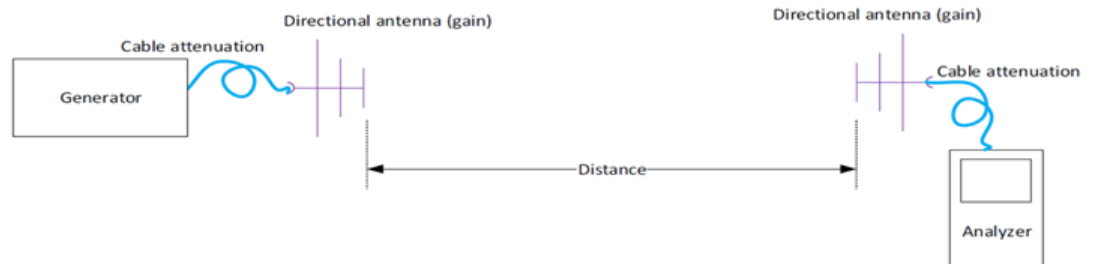 Directional antenna (gain)
Cable attenuation
Generator
Directional antenna (gain)
Cable attenuation
Distance
Analyzer